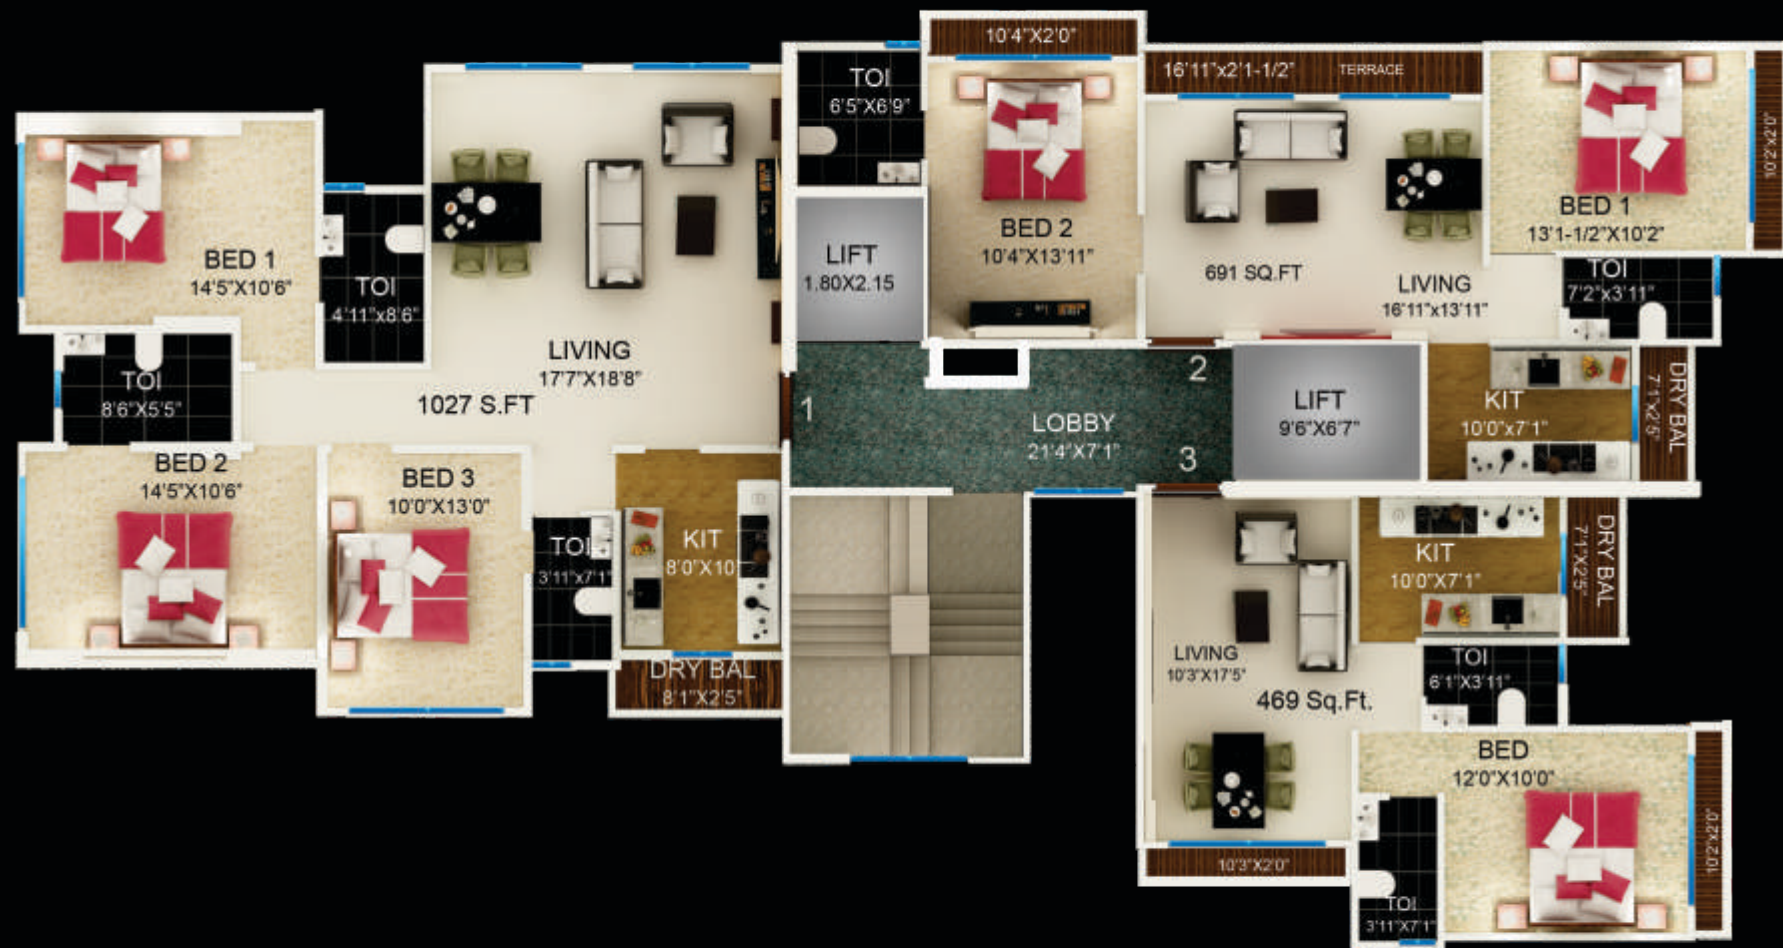 10'4"X2'0"
TOI
6'5"X6'9"
16'11"x2'1-1/2"
TERRACE
10'2"x2'0"
BED 1
13'1-1/2"X10'2"
BED 2
10'4"X13'11"
LIFT
1.80X2.15
691 SQ.FT
LIVING
16'11"x13'11"
TOI
7'2"x3'11"
BED 1
14'5"X10'6"
TOI
4'11"x8'6"
LIVING
17'7"X18'8"
1027 S.FT
TOI
8'6"X5'5"
1
2
3
LOBBY
21'4"X7'1"
LIFT
9'6"X6'7"
KIT
10'0"x7'1"
DRY BAL
7'1"x2'5"
BED 2
14'5"X10'6"
BED 3
10'0"X13'0"
TOI
3'11"x7'1"
KIT
8'0"X10'
DRY BAL
8'1"X2'5"
KIT
10'0"X7'1"
DRY BAL
7'1"X2'5"
LIVING
10'3"X17'5"
469 Sq.Ft.
TOI
6'1"X3'11"
BED
12'0"X10'0"
10'2"x2'0"
10'3"X2'0"
TOI
3'11"X7'1"